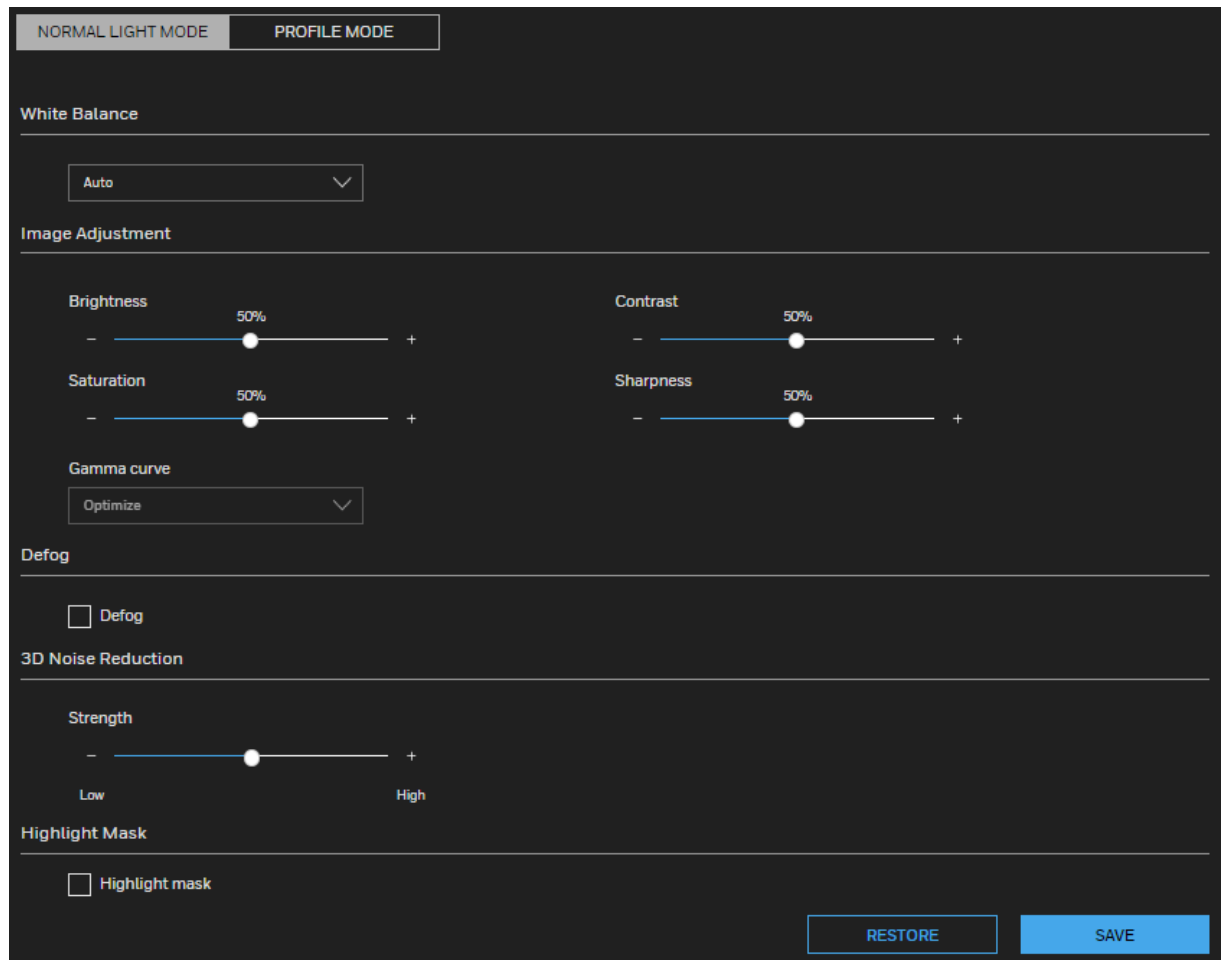 NORMAL LIGHT MODE PROFILE MODE
White Balance
Auto
Image Adjustment
Brightness Contrast
50% 50%
- + - +
Saturation Sharpness
50% 50%
- + - +
Gamma curve
Optimize
Defog
Defog
3D Noise Reduction
Strength
- +
Low High
Highlight Mask
Highlight mask
RESTORE SAVE